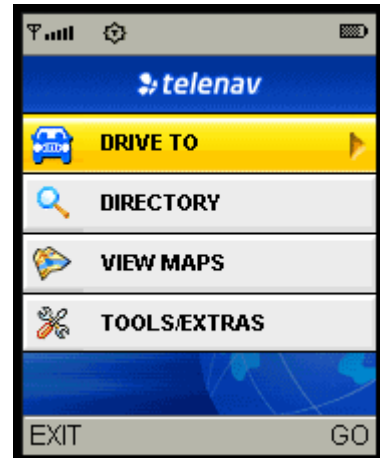 telenav
DRIVE TO
DIRECTORY
VIEW MAPS
TOOLS/EXTRAS
EXIT GO